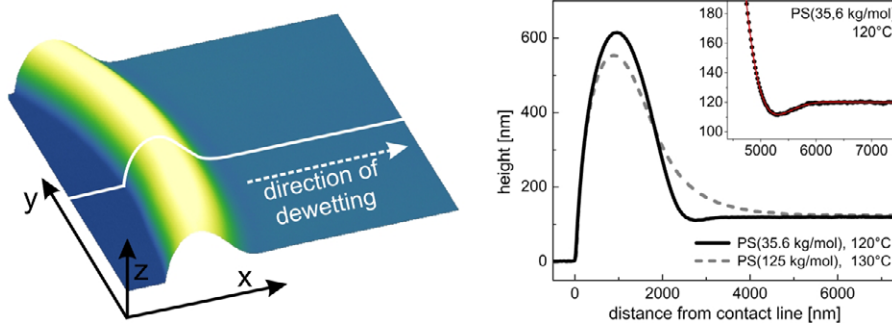 y
z
x
direction of
dewetting
height [nm]
600
400
200
0
0
2000
4000
6000
distance from contact line [nm]
PS(35.6 kg/mol), 120°C
PS(125 kg/mol), 130°C
PS(35,6 kg/mol)
120°C
180
160
140
120
100
5000
6000
7000